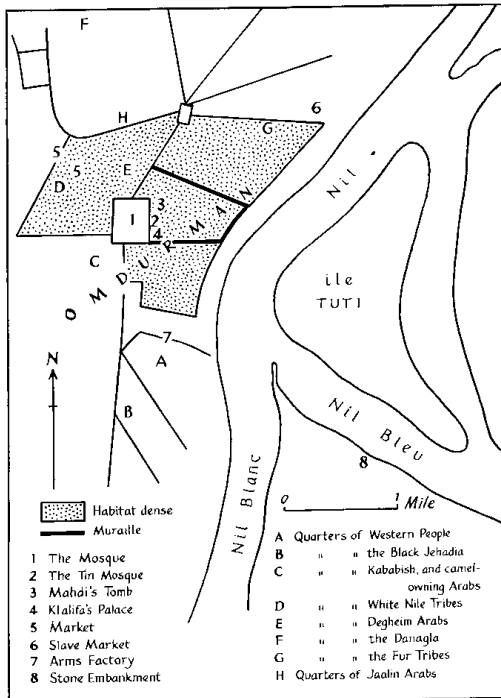 F
H
6
G
5
D
5
E
3
I
2
4
C
OMDURMAN
Nil
ile
TUTI
7
A
N
B
Nil Bleu
8
Nil Blanc
0 1
Mile
Habitat dense
Muraille
1 The Mosque
2 The Tin Mosque
3 Mahdi's Tomb
4 Klalifa's Palace
5 Market
6 Slave Market
7 Arms Factory
8 Stone Embankment
A Quarters of Western People
B " " the Black Jehadia
C " " Kababish, and camel-
owning Arabs
D " " White Nile Tribes
E " " Degheim Arabs
F " " the Danagla
G " " the Fur Tribes
H Quarters of Jaalin Arabs